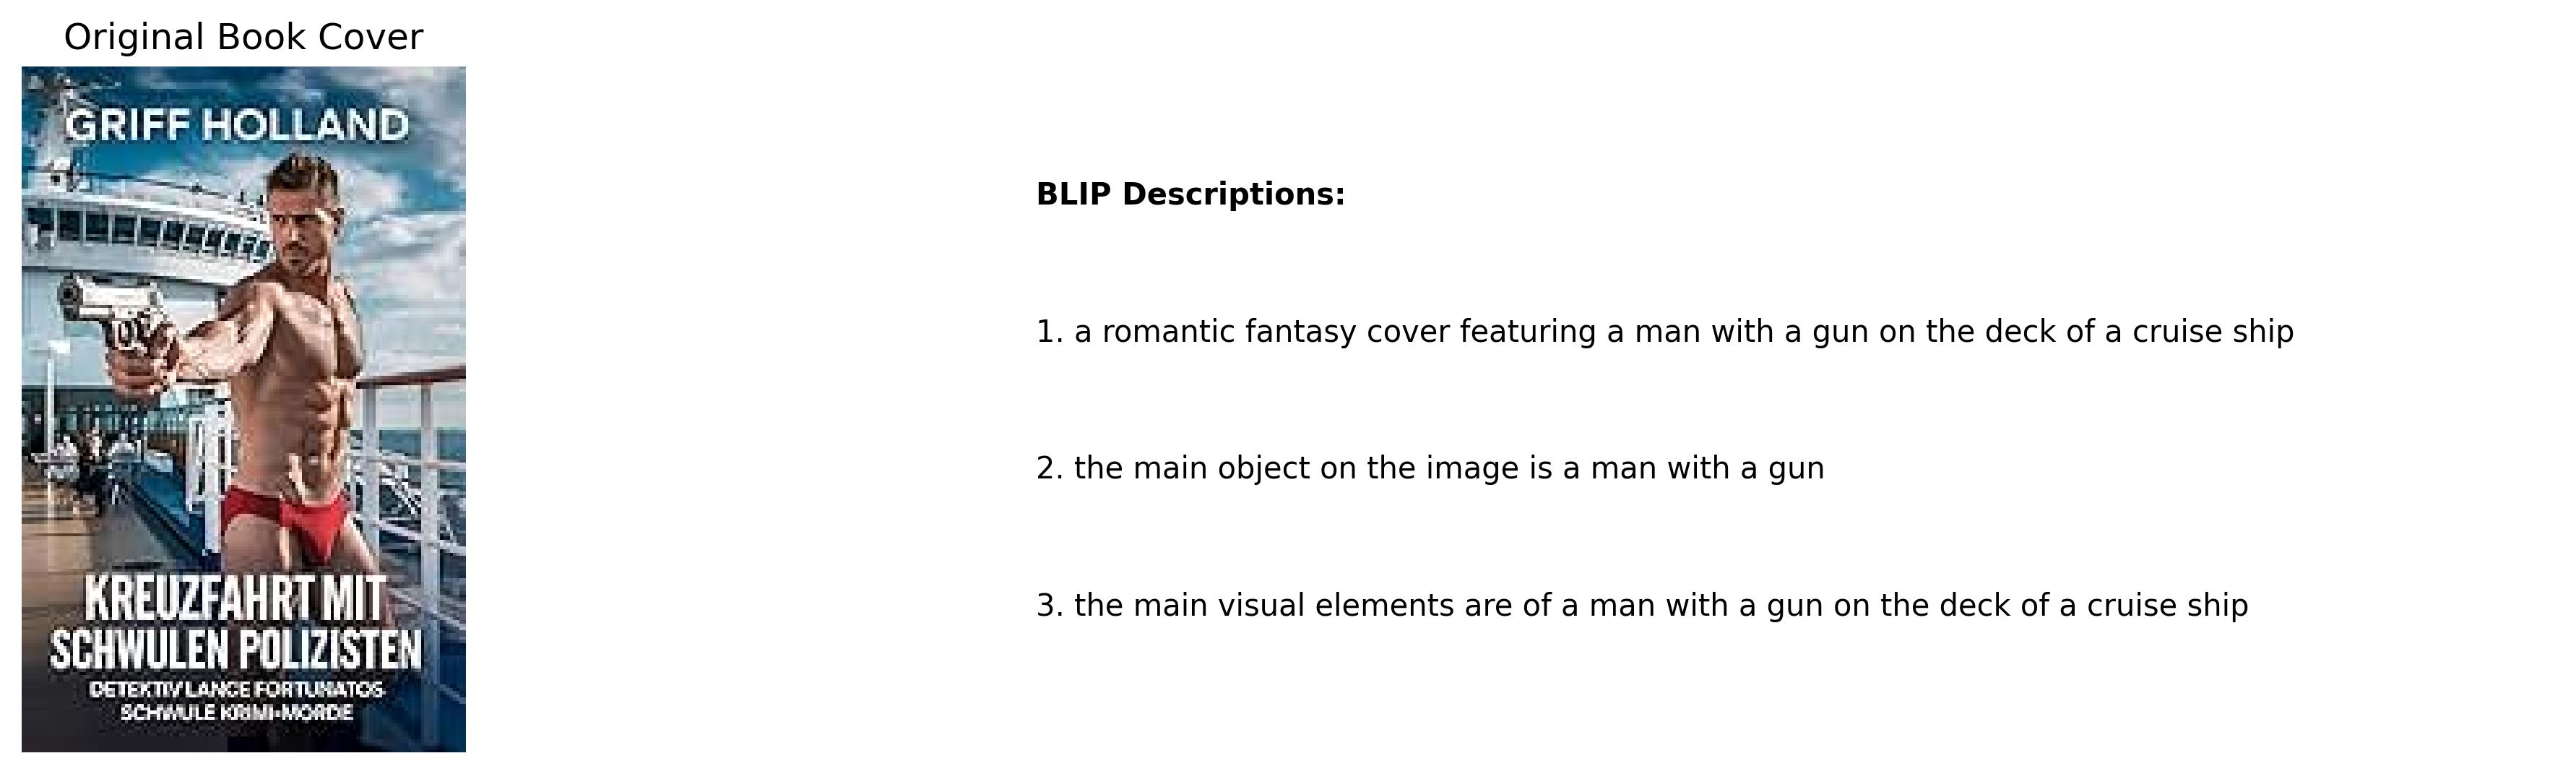 Original Book Cover
GRIFF HOLLAND
KREUZFAHRT MIT
SCHWULEN POLIZISTEN
DETEKTIV LANCE FORTUNATOS
SCHWULE KRIMI-MORDE
BLIP Descriptions:
1. a romantic fantasy cover featuring a man with a gun on the deck of a cruise ship
2. the main object on the image is a man with a gun
3. the main visual elements are of a man with a gun on the deck of a cruise ship